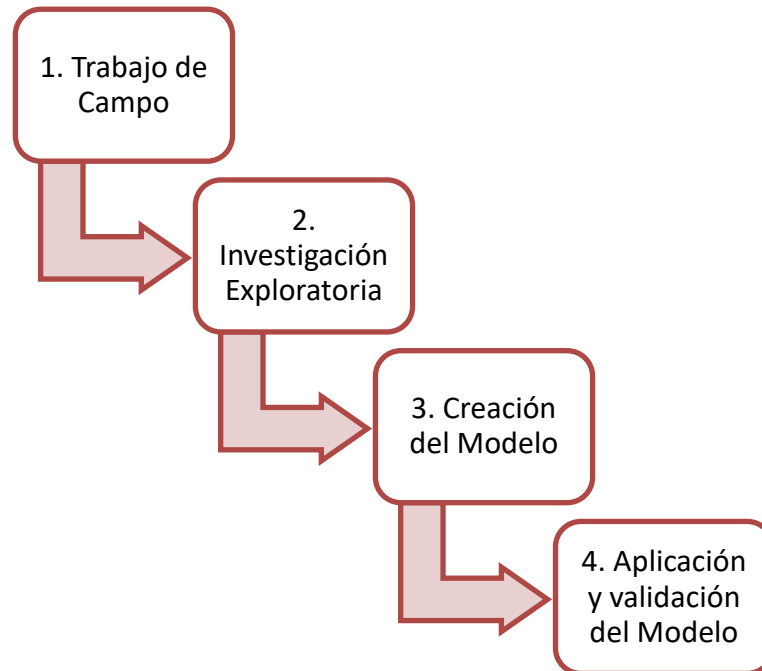 1. Trabajo de
Campo
2.
Investigación
Exploratoria
3. Creación
del Modelo
4. Aplicación
y validación
del Modelo